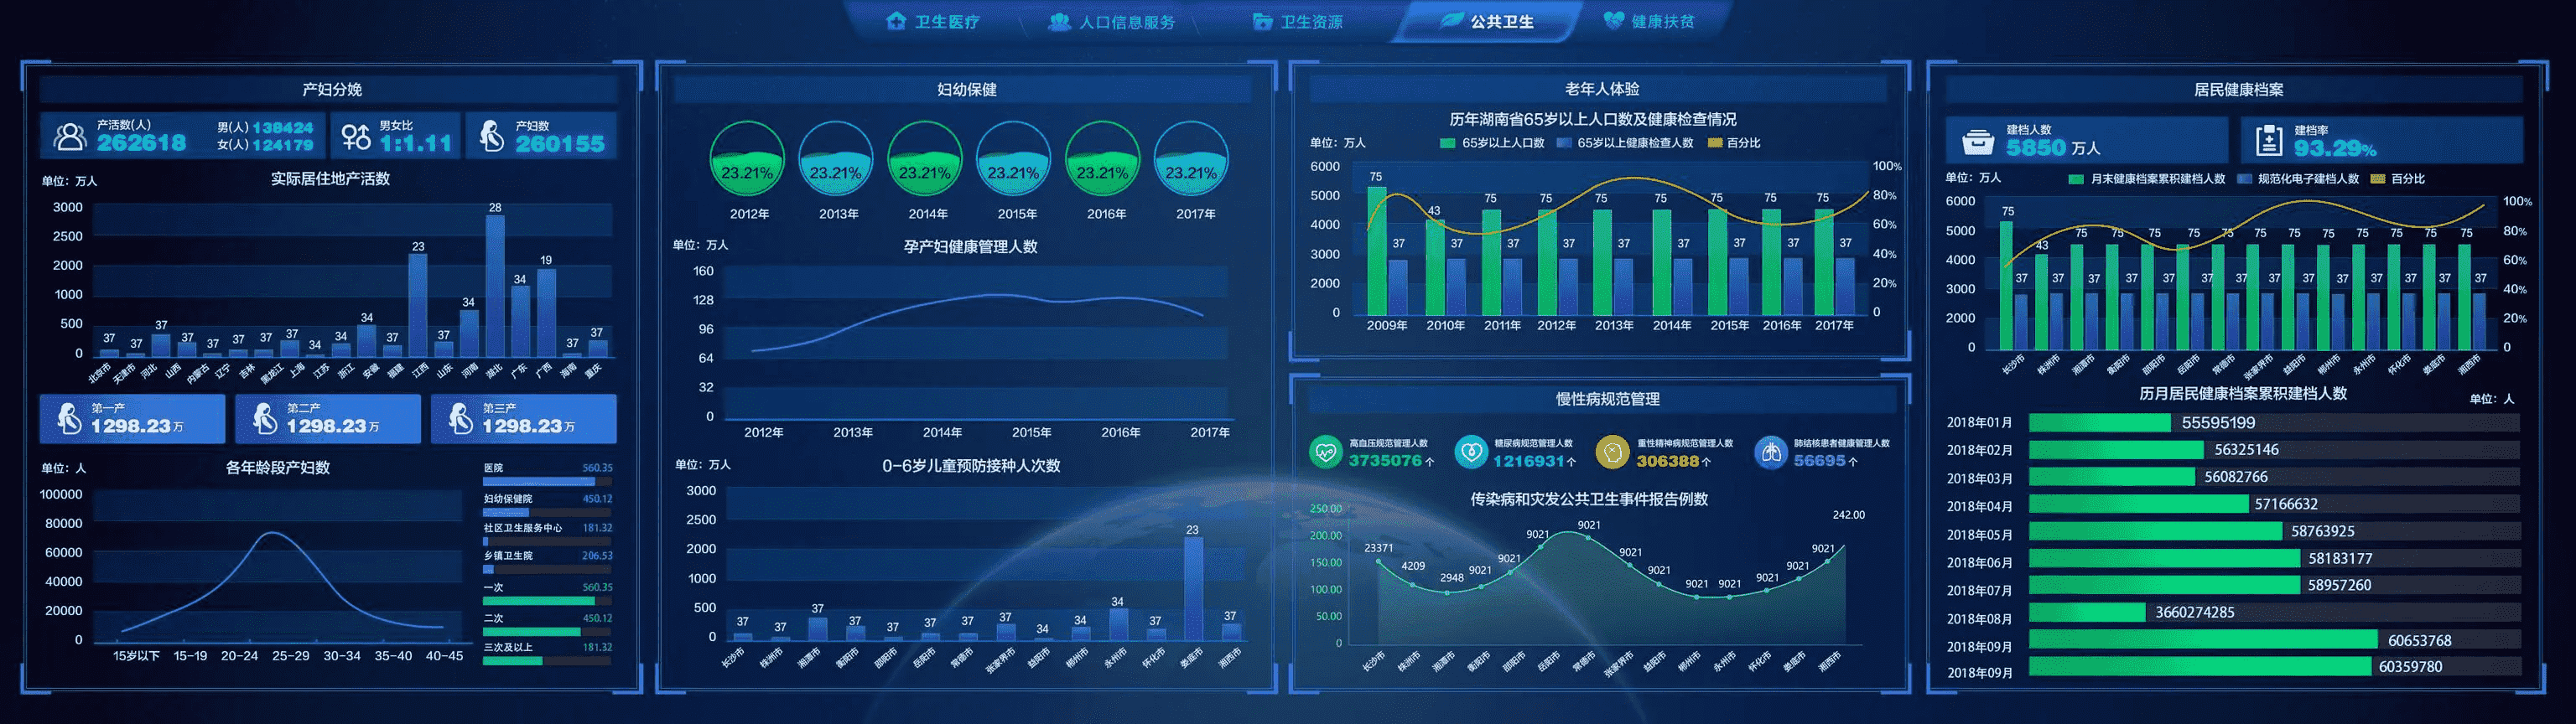 卫生医疗 人口信息服务 卫生资源 公共卫生 健康扶贫
产妇分娩
产活数(人)
262618
男(人) 138424
女(人) 124179
男女比
1:1.11
产妇数
260155
单位: 万人
实际居住地产活数
3000
2500
2000
1000
500
0
37 37 37 37 37 37 37 37 34 34 34 37 23 37 34 28 34 19 37 37
北京市 天津市 河北 山西 内蒙古 辽宁 吉林 黑龙江 上海 江苏 浙江 安徽 福建 江西 山东 河南 湖北 广东 广西 海南 重庆
第一产
1298.23万
第二产
1298.23万
第三产
1298.23万
单位: 人
各年龄段产妇数
100000
80000
60000
40000
20000
0
15岁以下 15-19 20-24 25-29 30-34 35-40 40-45
医院 560.35
妇幼保健院 450.12
社区卫生服务中心 181.32
乡镇卫生院 206.53
一次 560.35
二次 450.12
三次及以上 181.32
妇幼保健
23.21% 23.21% 23.21% 23.21% 23.21% 23.21%
2012年 2013年 2014年 2015年 2016年 2017年
单位: 万人
孕产妇健康管理人数
160
128
96
64
32
0
2012年 2013年 2014年 2015年 2016年 2017年
单位: 万人
0-6岁儿童预防接种人次数
3000
2500
2000
1000
500
0
37 37 37 37 37 37 37 37 34 34 34 37 23 37
长沙市 株洲市 湘潭市 衡阳市 邵阳市 岳阳市 常德市 张家界市 益阳市 郴州市 永州市 怀化市 娄底市 湘西市
老年人体验
历年湖南省65岁以上人口数及健康检查情况
单位: 万人
65岁以上人口数 65岁以上健康检查人数 百分比
6000
5000
4000
3000
2000
0
100%
80%
60%
40%
20%
0
75 43 75 75 75 75 75 75 75
37 37 37 37 37 37 37 37 37
2009年 2010年 2011年 2012年 2013年 2014年 2015年 2016年 2017年
慢性病规范管理
高血压规范管理人数
3735076个
糖尿病规范管理人数
1216931个
重性精神病规范管理人数
306388个
肺结核患者健康管理人数
56695个
传染病和灾发公共卫生事件报告例数
250.00
200.00
150.00
100.00
50.00
0
242.00
23371 4209 2948 9021 9021 9021 9021 9021 9021 9021 9021 9021 9021 9021
长沙市 株洲市 湘潭市 衡阳市 邵阳市 岳阳市 常德市 张家界市 益阳市 郴州市 永州市 怀化市 娄底市 湘西市
居民健康档案
建档人数
5850万人
建档率
93.29%
单位: 万人
月末健康档案累积建档人数 规范化电子建档人数 百分比
6000
5000
4000
3000
2000
0
100%
80%
60%
40%
20%
0
75 43 75 75 75 75 75 75 75 75 75 75 75 75
37 37 37 37 37 37 37 37 37 37 37 37 37 37
长沙市 株洲市 湘潭市 衡阳市 邵阳市 岳阳市 常德市 张家界市 益阳市 郴州市 永州市 怀化市 娄底市 湘西市
历月居民健康档案累积建档人数
单位: 人
2018年01月 55595199
2018年02月 56325146
2018年03月 56082766
2018年04月 57166632
2018年05月 58763925
2018年06月 58183177
2018年07月 58957260
2018年08月 3660274285
2018年09月 60653768
2018年09月 60359780